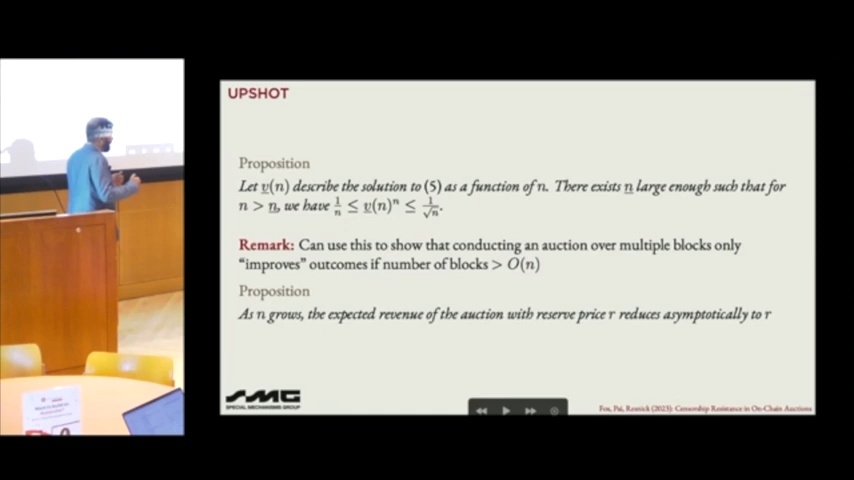 UPSHOT
Proposition
Let v̲(n) describe the solution to (5) as a function of n. There exists n̲ large enough such that for
n > n̲, we have 1/n ≤ v̲(n)ⁿ ≤ 1/√n.
Remark: Can use this to show that conducting an auction over multiple blocks only
"improves" outcomes if number of blocks > O(n)
Proposition
As n grows, the expected revenue of the auction with reserve price r reduces asymptotically to r
SMG
SPECIAL MECHANISMS GROUP
Fox, Pai, Resnick (2023): Censorship Resistance in On-Chain Auctions